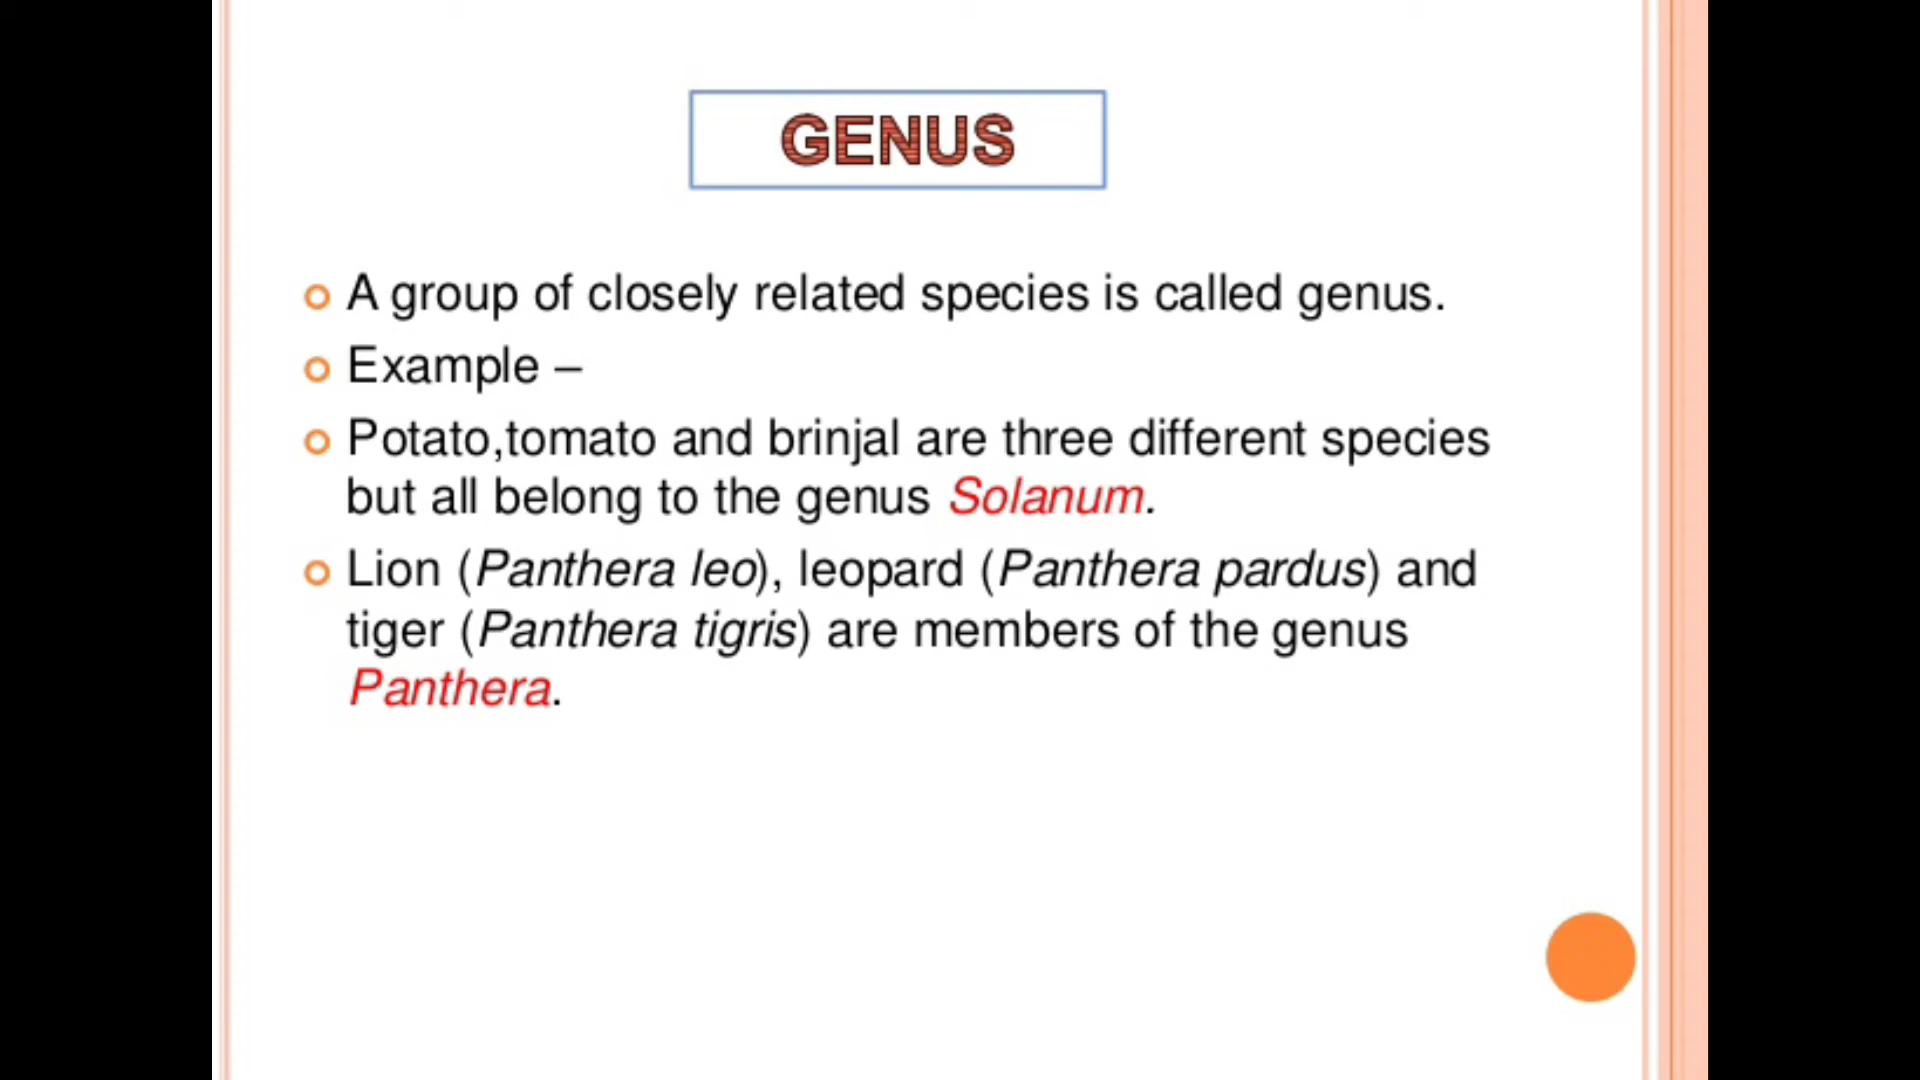 GENUS
A group of closely related species is called genus.
Example –
Potato,tomato and brinjal are three different species
but all belong to the genus Solanum.
Lion (Panthera leo), leopard (Panthera pardus) and
tiger (Panthera tigris) are members of the genus
Panthera.